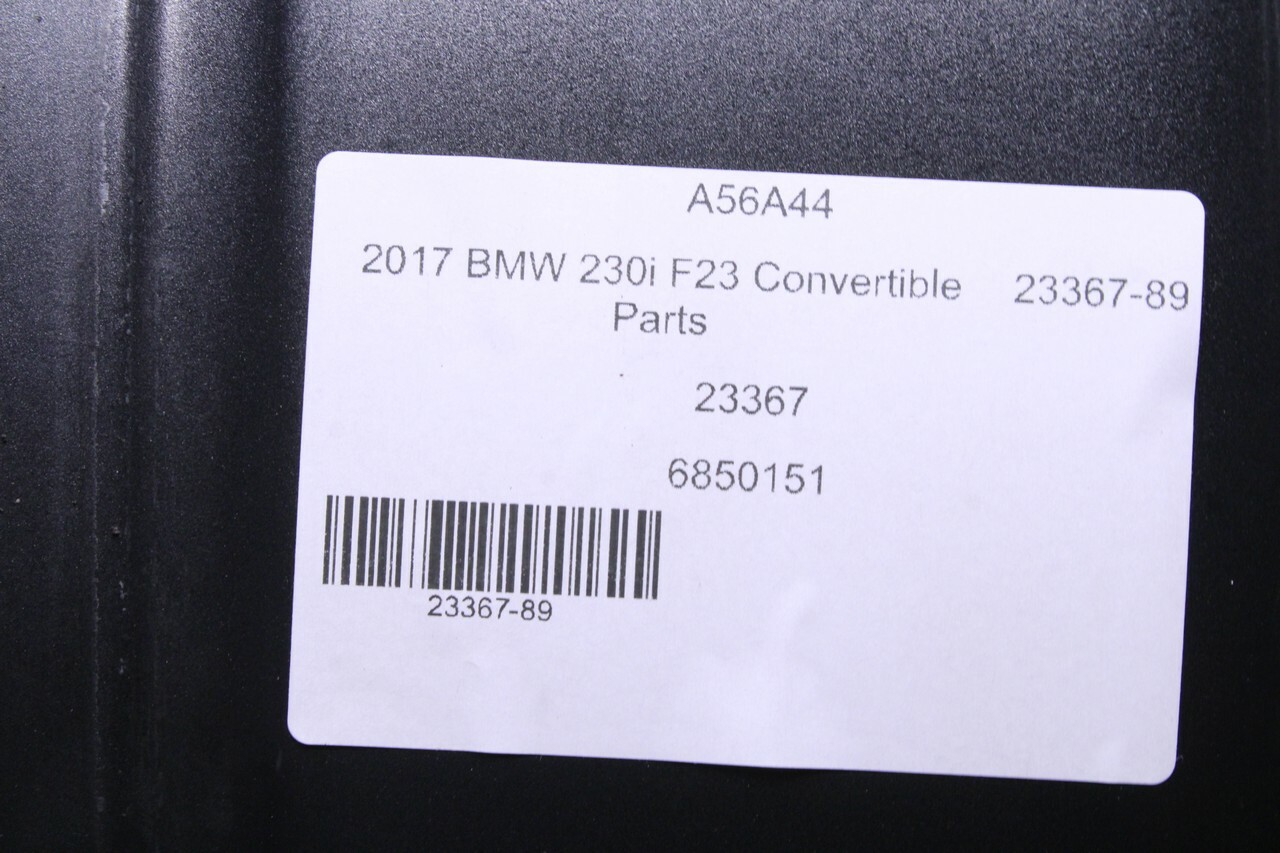 A56A44
2017 BMW 230i F23 Convertible 23367-89
Parts
23367
6850151
23367-89